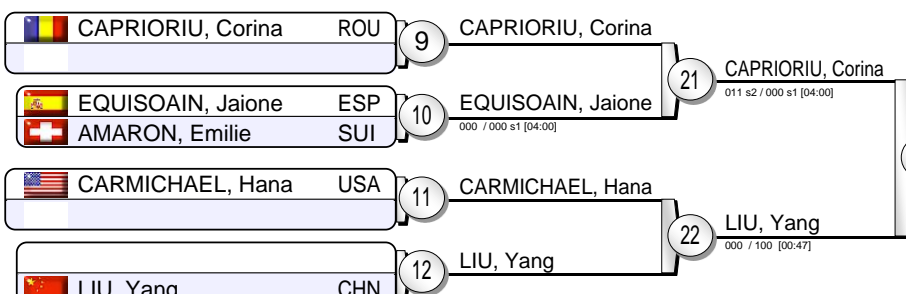 CAPRIORIU, Corina ROU
9
CAPRIORIU, Corina
21
CAPRIORIU, Corina
011 s2 / 000 s1 [04:00]
EQUISOAIN, Jaione ESP
AMARON, Emilie SUI
10
EQUISOAIN, Jaione
000 / 000 s1 [04:00]
CARMICHAEL, Hana USA
11
CARMICHAEL, Hana
22
LIU, Yang
000 / 100 [00:47]
LIU, Yang CHN
12
LIU, Yang